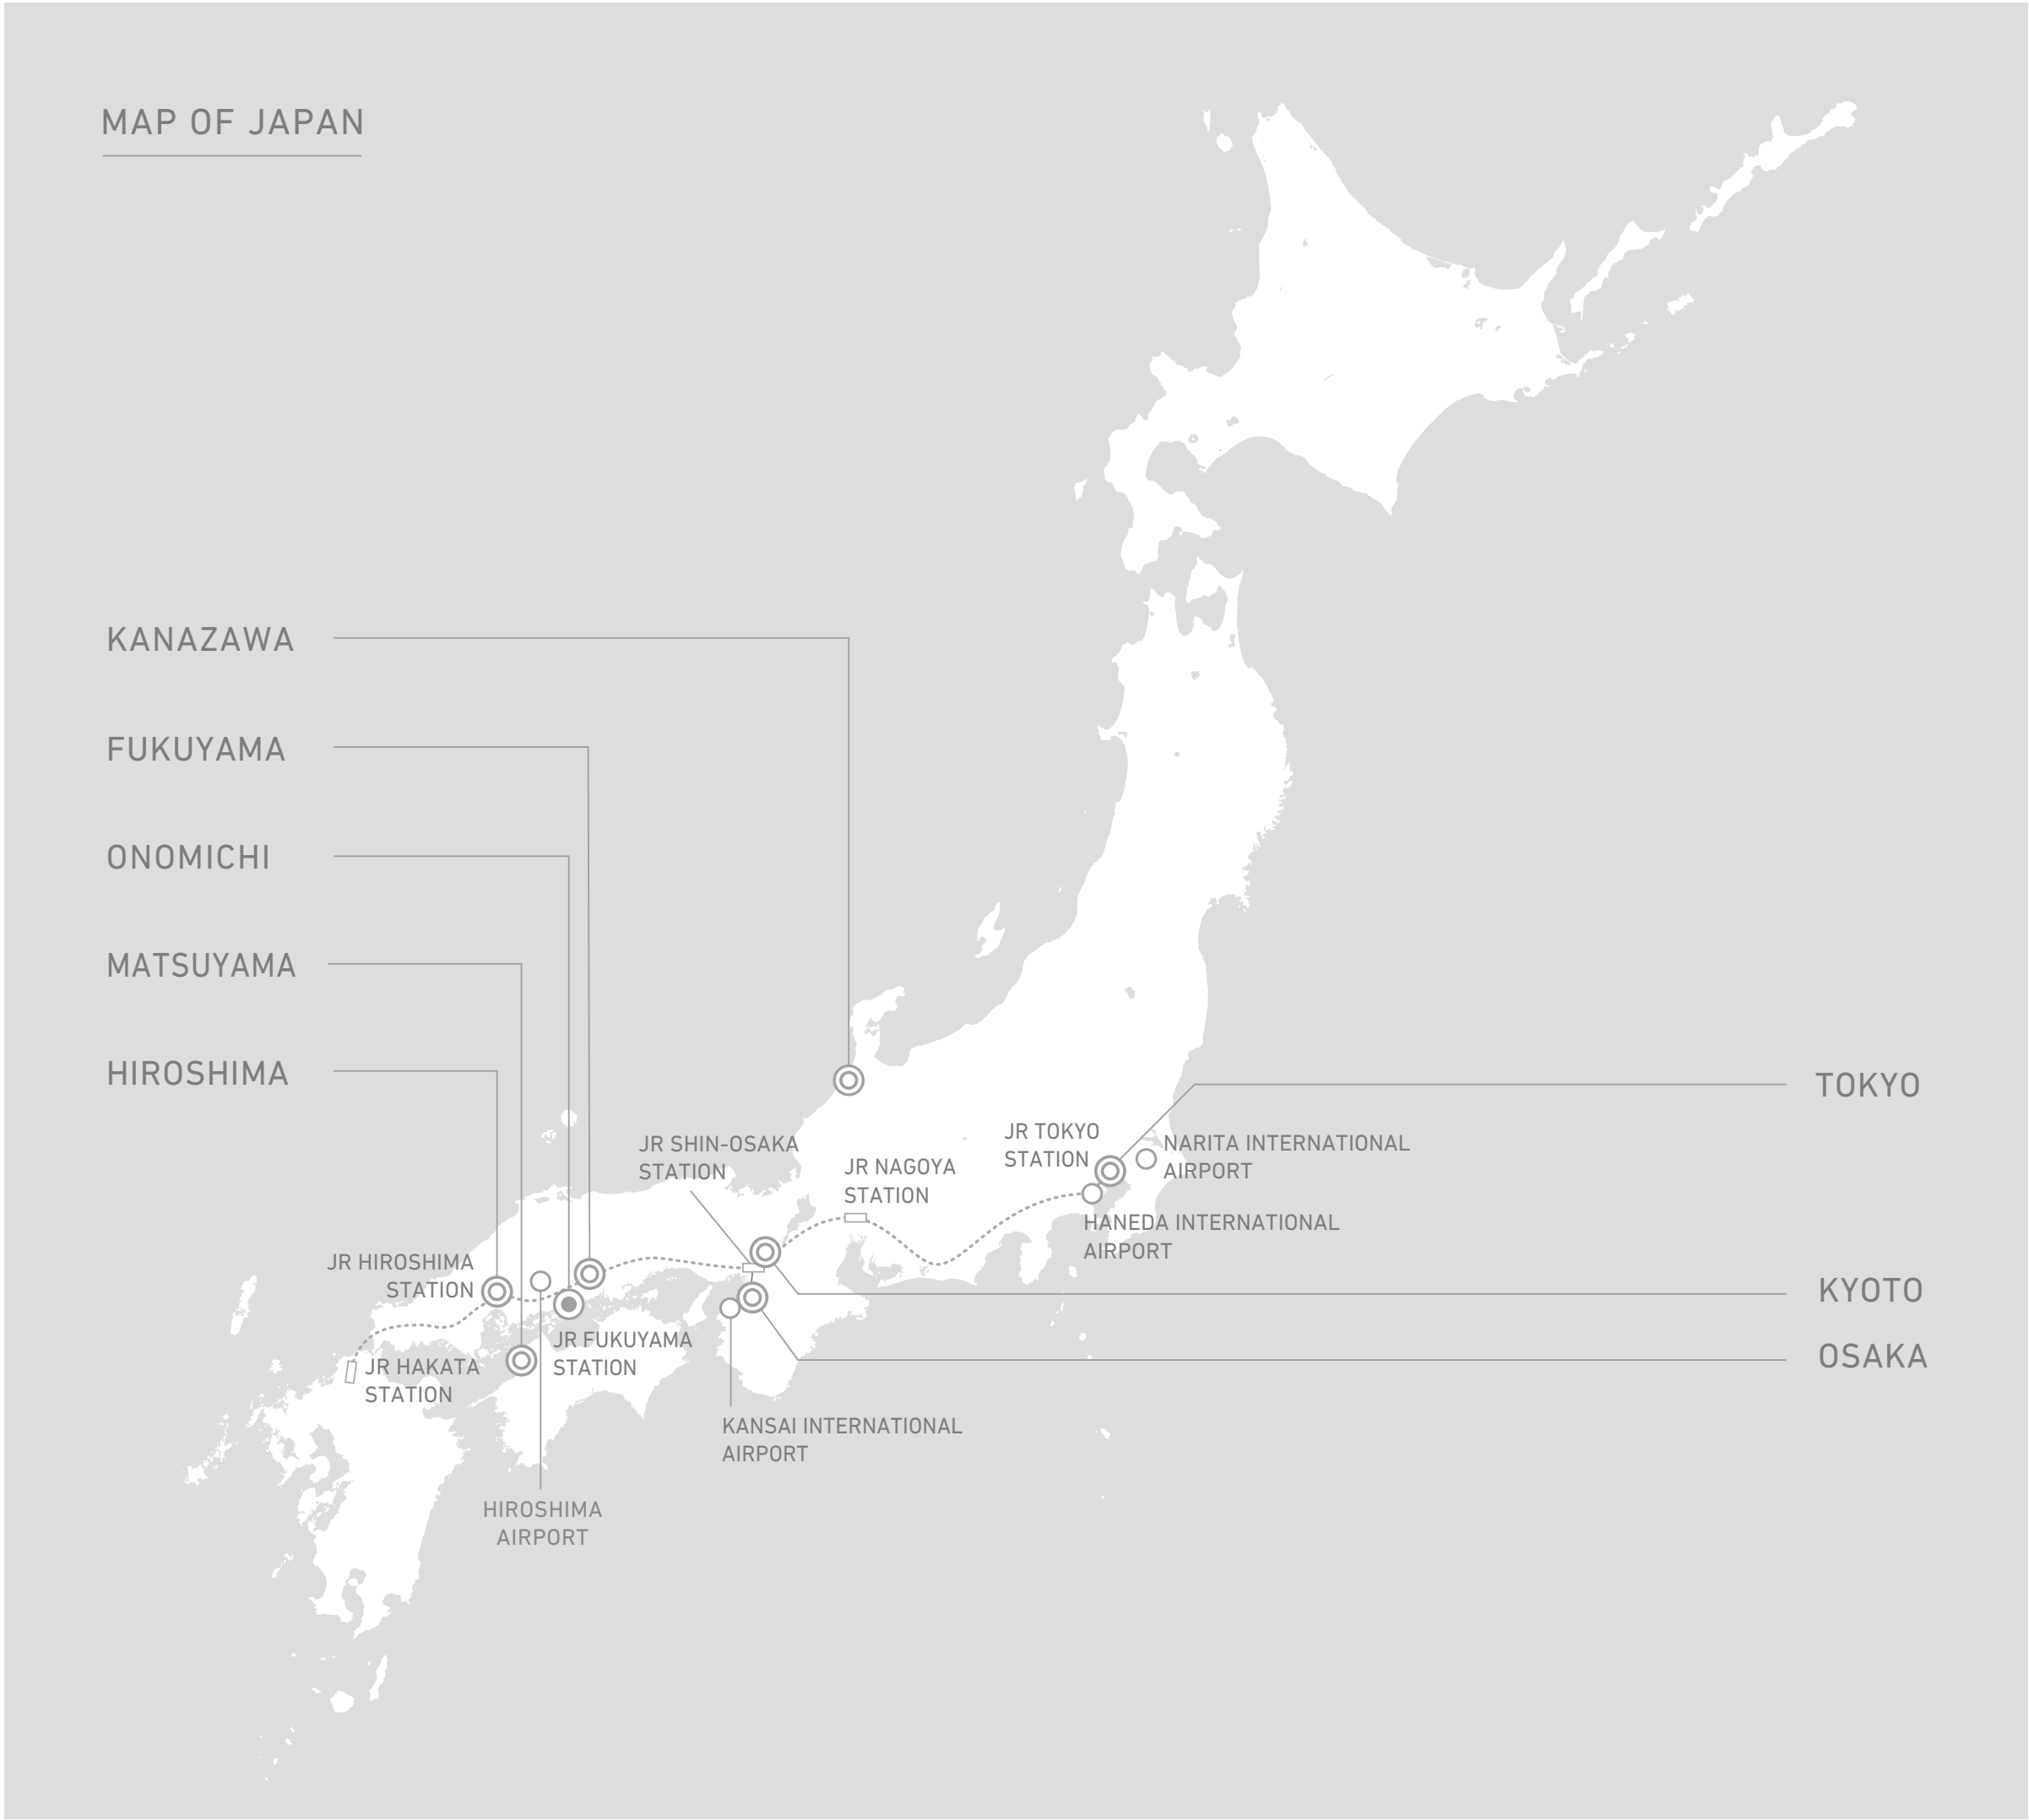 MAP OF JAPAN
KANAZAWA
FUKUYAMA
ONOMICHI
MATSUYAMA
HIROSHIMA
TOKYO
JR TOKYO
STATION
NARITA INTERNATIONAL
AIRPORT
JR SHIN-OSAKA
STATION
JR NAGOYA
STATION
HANEDA INTERNATIONAL
AIRPORT
JR HIROSHIMA
STATION
KYOTO
JR FUKUYAMA
STATION
OSAKA
JR HAKATA
STATION
KANSAI INTERNATIONAL
AIRPORT
HIROSHIMA
AIRPORT